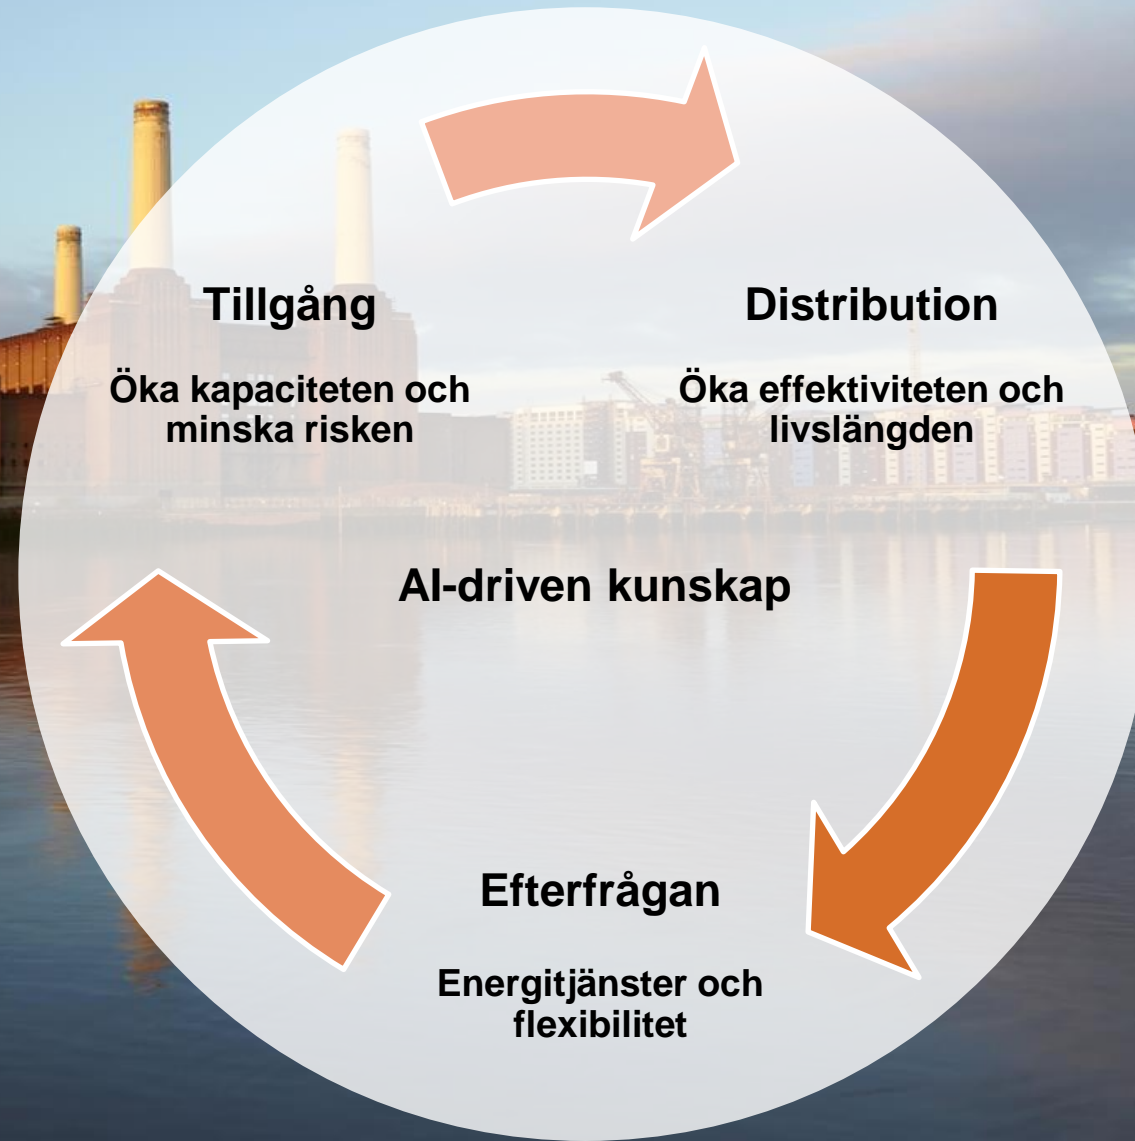 Tillgång
Öka kapaciteten och
minska risken
Distribution
Öka effektiviteten och
livslängden
AI-driven kunskap
Efterfrågan
Energitjänster och
flexibilitet